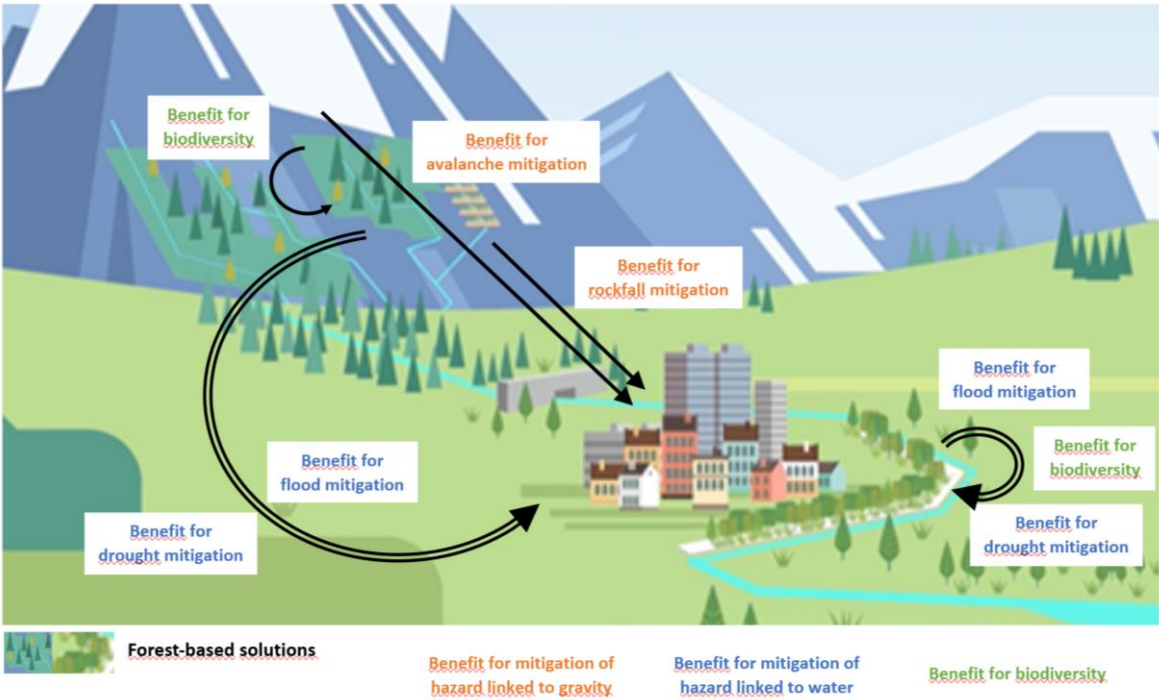 Benefit for
biodiversity
Benefit for
avalanche mitigation
Benefit for
rockfall mitigation
Benefit for
flood mitigation
Benefit for
biodiversity
Benefit for
flood mitigation
Benefit for
drought mitigation
Benefit for
drought mitigation
Forest-based solutions
Benefit for mitigation of
hazard linked to gravity
Benefit for mitigation of
hazard linked to water
Benefit for biodiversity